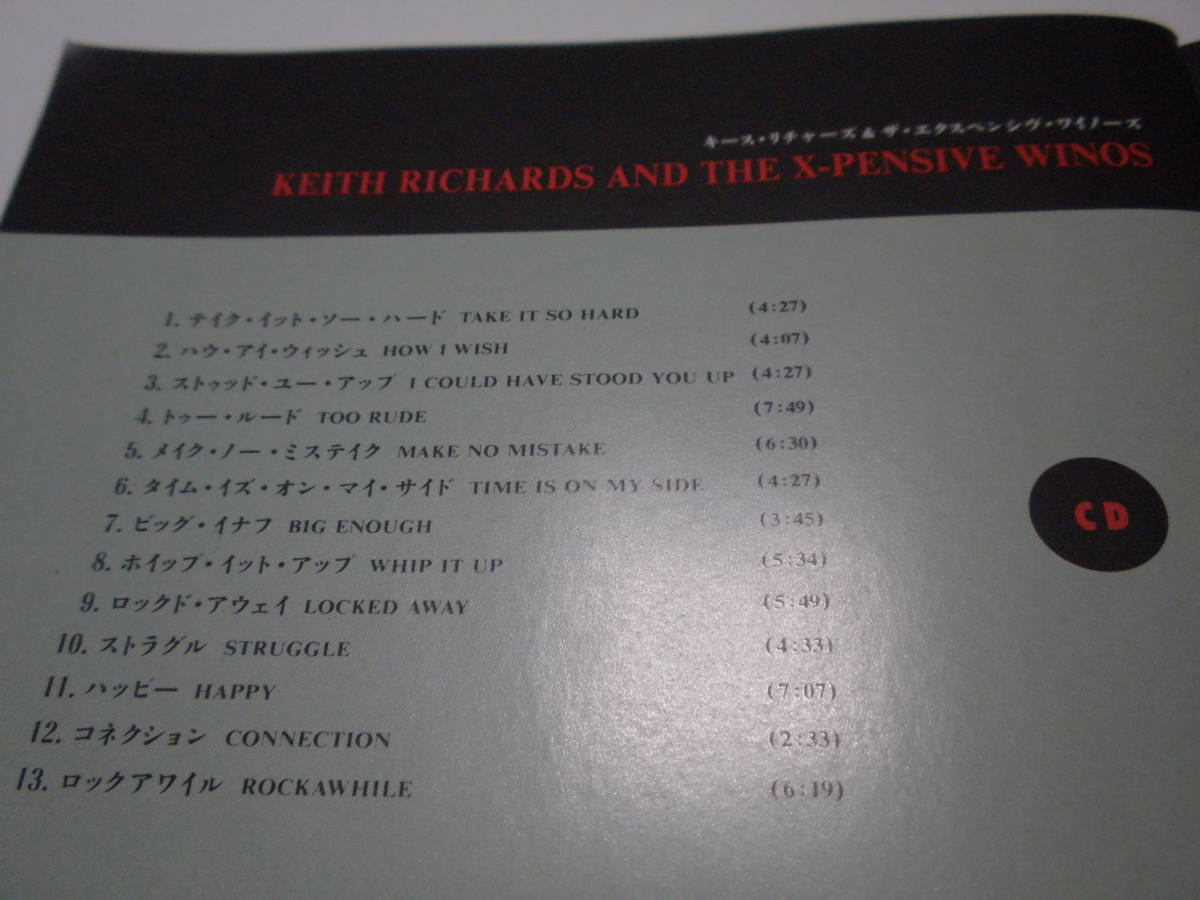 キース・リチャーズ & ザ・エクスペンシヴ・ワイノーズ
KEITH RICHARDS AND THE X-PENSIVE WINOS
1. テイク・イット・ソー・ハード TAKE IT SO HARD (4:27)
2. ハウ・アイ・ウィッシュ HOW I WISH (4:07)
3. ストゥッド・ユー・アップ I COULD HAVE STOOD YOU UP (4:27)
4. トゥー・ルード TOO RUDE (7:49)
5. メイク・ノー・ミステイク MAKE NO MISTAKE (6:30)
6. タイム・イズ・オン・マイ・サイド TIME IS ON MY SIDE (4:27)
7. ビッグ・イナフ BIG ENOUGH (3:45)
8. ホイップ・イット・アップ WHIP IT UP (5:34)
9. ロックド・アウェイ LOCKED AWAY (5:49)
10. ストラグル STRUGGLE (4:33)
11. ハッピー HAPPY (7:07)
12. コネクション CONNECTION (2:33)
13. ロックアワイル ROCKAWHILE (6:19)
CD